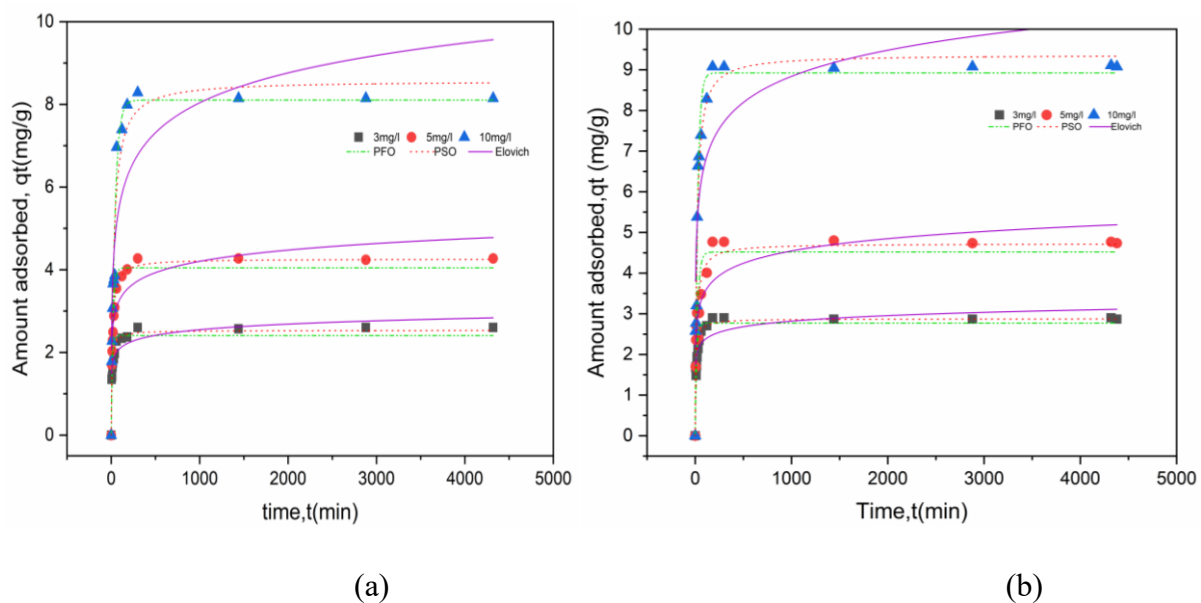 10
8
6
4
2
0
0
1000
2000
3000
4000
5000
Amount adsorbed, qt(mg/g)
time,t(min)
3mg/l 5mg/l 10mg/l
PFO PSO Elovich
(a)
10
9
8
7
6
5
4
3
2
1
0
0
1000
2000
3000
4000
5000
Amount adsorbed,qt (mg/g)
Time,t(min)
3mg/l 5mg/l 10mg/l
PFO PSO Elovich
(b)